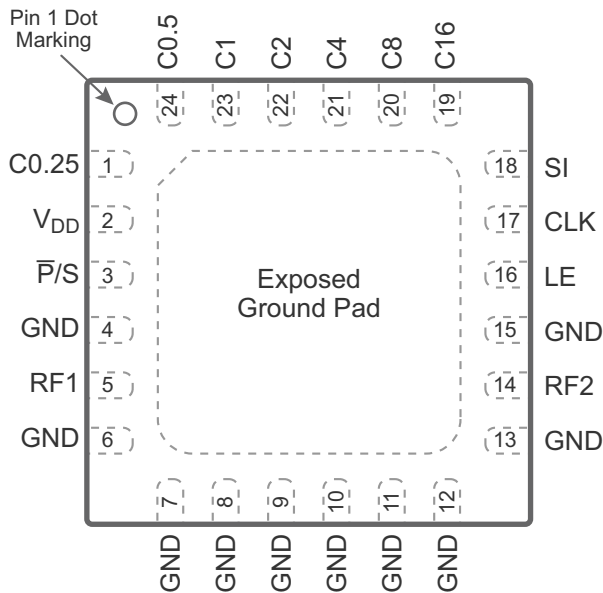 Pin 1 Dot
Marking
C0.5
C1
C2
C4
C8
C16
24
23
22
21
20
19
C0.25 1
VDD 2
P̅/S 3
GND 4
RF1 5
GND 6
18 SI
17 CLK
16 LE
15 GND
14 RF2
13 GND
Exposed
Ground Pad
7
8
9
10
11
12
GND
GND
GND
GND
GND
GND